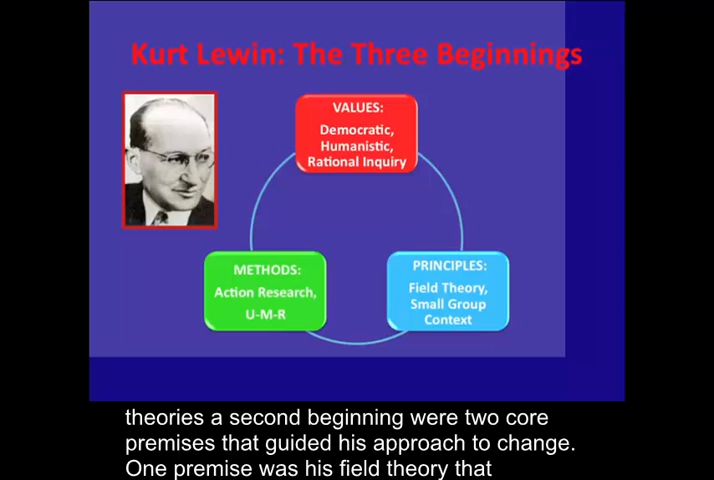 Kurt Lewin: The Three Beginnings
VALUES:
Democratic,
Humanistic,
Rational Inquiry
METHODS:
Action Research,
U-M-R
PRINCIPLES:
Field Theory,
Small Group
Context
theories a second beginning were two core
premises that guided his approach to change.
One premise was his field theory that